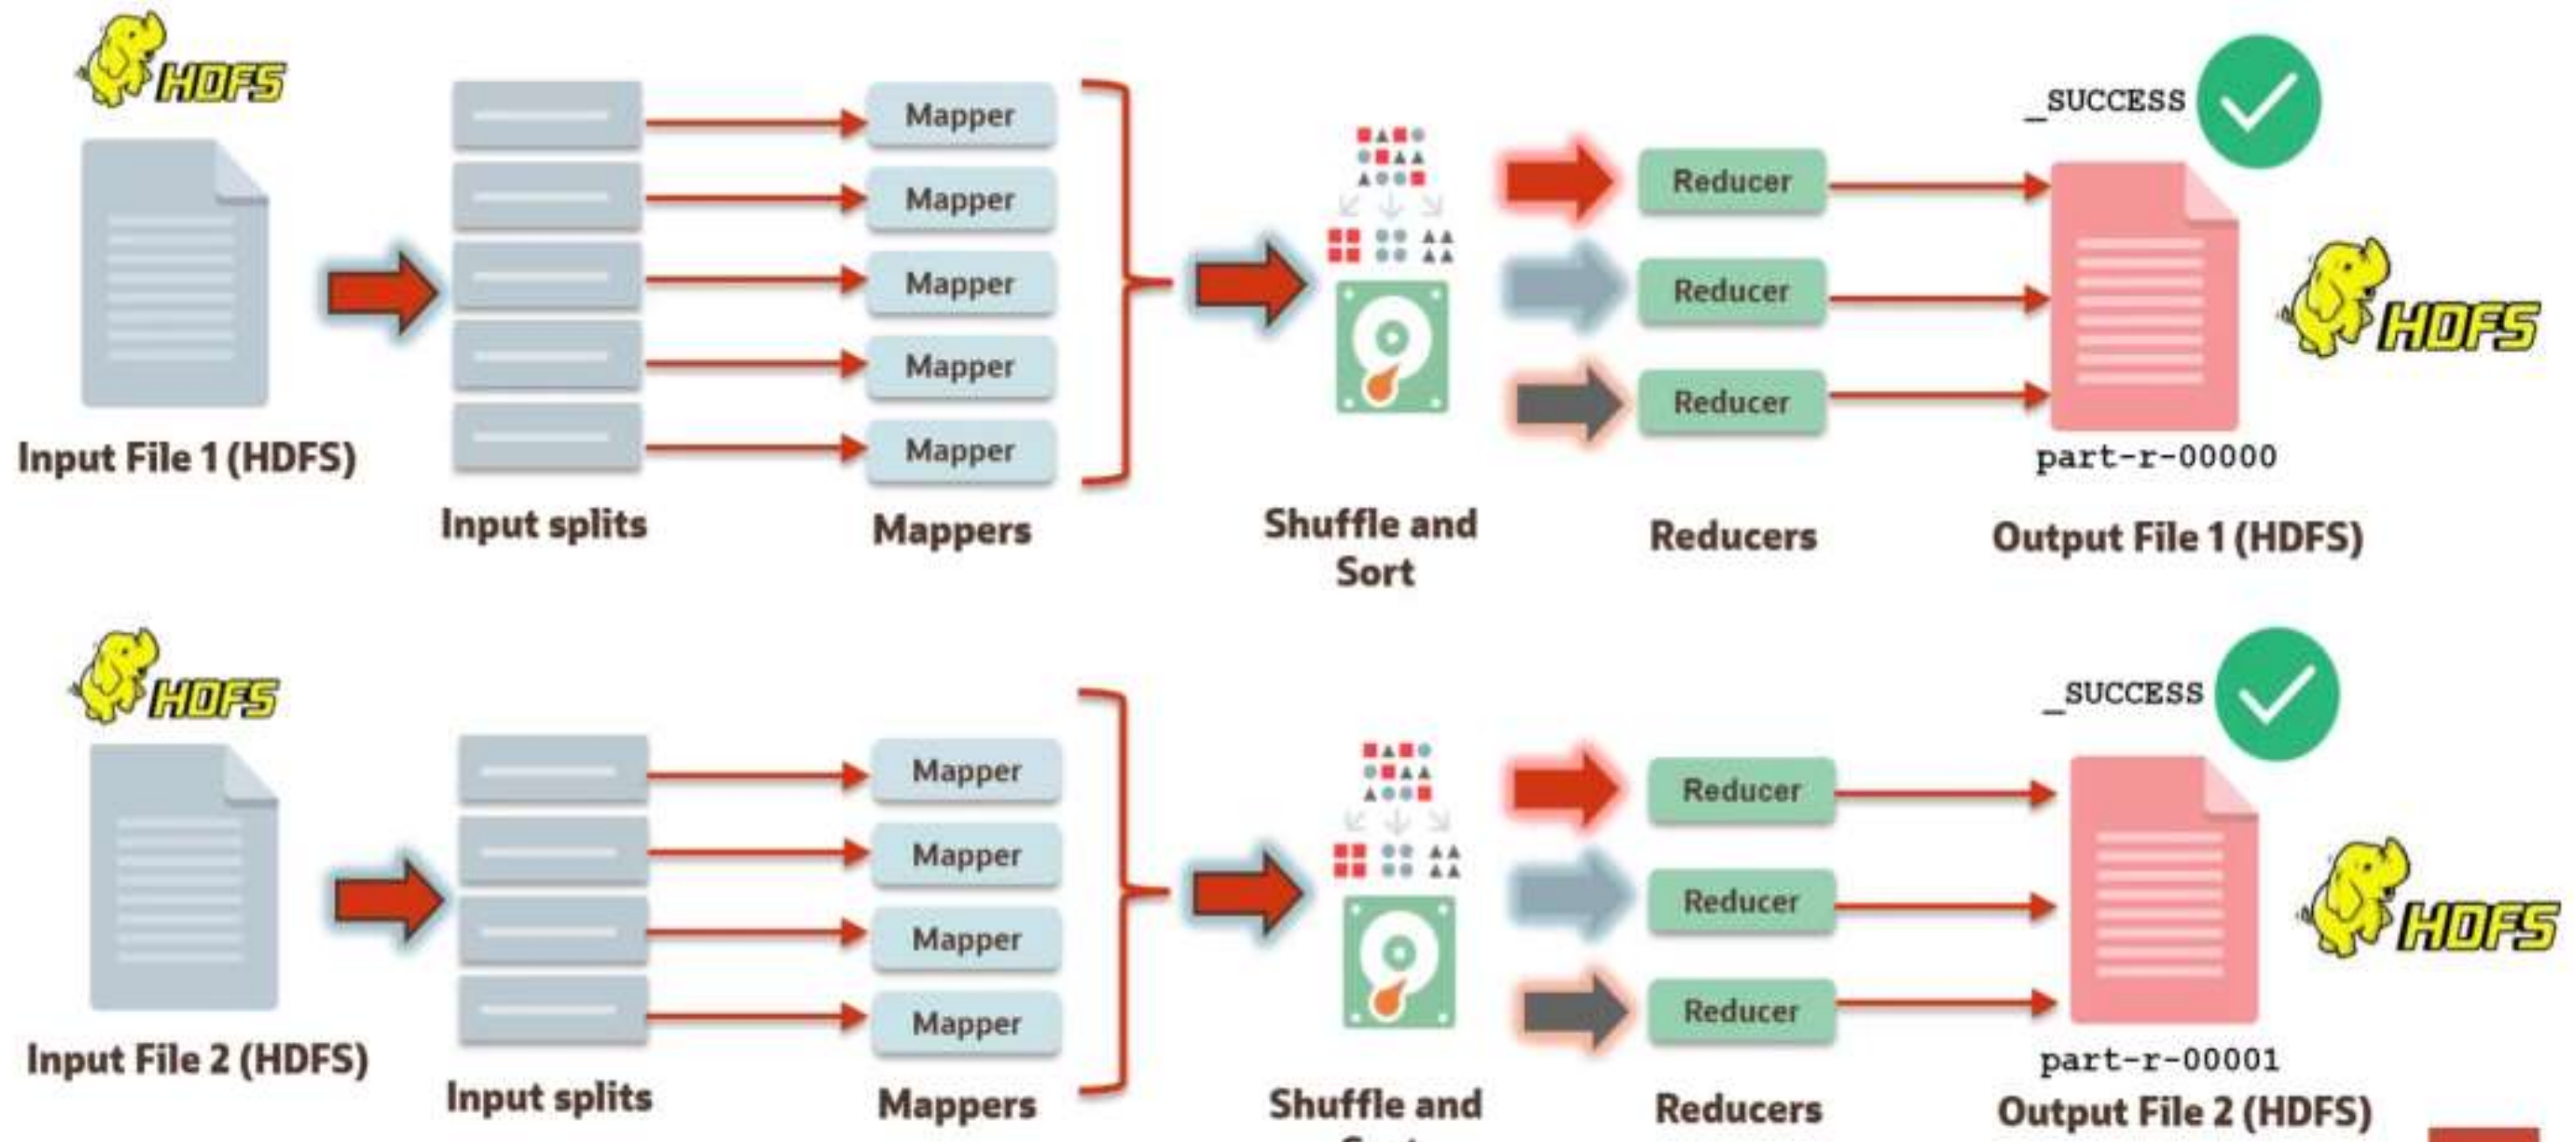 HDFS
Mapper
Mapper
Mapper
Mapper
Mapper
Reducer
Reducer
Reducer
_SUCCESS
HDFS
part-r-00000
Input File 1 (HDFS)
Input splits
Mappers
Shuffle and
Sort
Reducers
Output File 1 (HDFS)
HDFS
Mapper
Mapper
Mapper
Mapper
Reducer
Reducer
Reducer
_SUCCESS
HDFS
part-r-00001
Input File 2 (HDFS)
Input splits
Mappers
Shuffle and
Reducers
Output File 2 (HDFS)